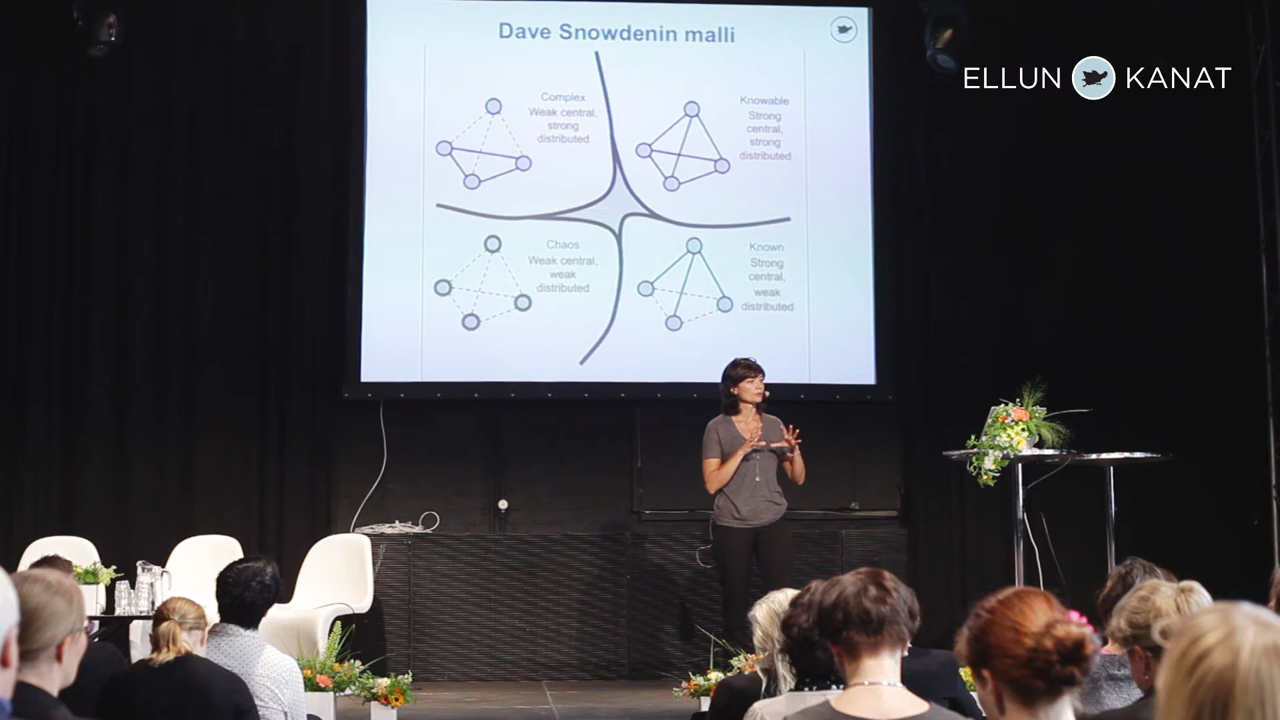 Dave Snowdenin malli
ELLUN KANAT
Complex
Weak central,
strong
distributed
Knowable
Strong
central,
strong
distributed
Chaos
Weak central,
weak
distributed
Known
Strong
central,
weak
distributed